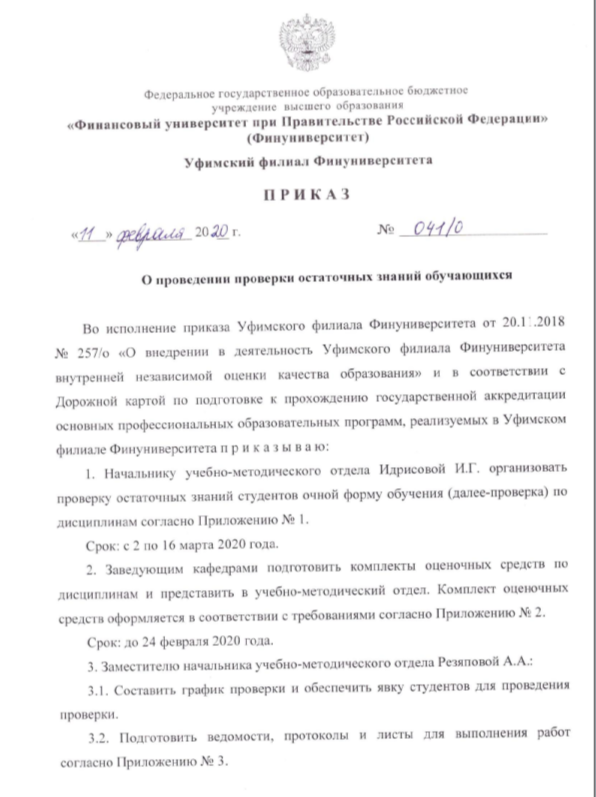 Федеральное государственное образовательное бюджетное
учреждение высшего образования
«Финансовый университет при Правительстве Российской Федерации»
(Финуниверситет)
Уфимский филиал Финуниверситета
П Р И К А З
«11» февраля 2020 г. № 041/0
О проведении проверки остаточных знаний обучающихся
Во исполнение приказа Уфимского филиала Финуниверситета от .2018
№ 257/о «О внедрении в деятельность Уфимского филиала Финуниверситета
внутренней независимой оценки качества образования» и в соответствии с
Дорожной картой по подготовке к прохождению государственной аккредитации
основных профессиональных образовательных программ, реализуемых в Уфимском
филиале Финуниверситета п р и к а з ы в а ю:
1. Начальнику учебно-методического отдела Идрисовой И.Г. организовать
проверку остаточных знаний студентов очной форму обучения (далее-проверка) по
дисциплинам согласно Приложению № 1.
Срок: с 2 по 16 марта 2020 года.
2. Заведующим кафедрами подготовить комплекты оценочных средств по
дисциплинам и представить в учебно-методический отдел. Комплект оценочных
средств оформляется в соответствии с требованиями согласно Приложению № 2.
Срок: до 24 февраля 2020 года.
3. Заместителю начальника учебно-методического отдела Резяповой А.А.:
3.1. Составить график проверки и обеспечить явку студентов для проведения
проверки.
3.2. Подготовить ведомости, протоколы и листы для выполнения работ
согласно Приложению № 3.